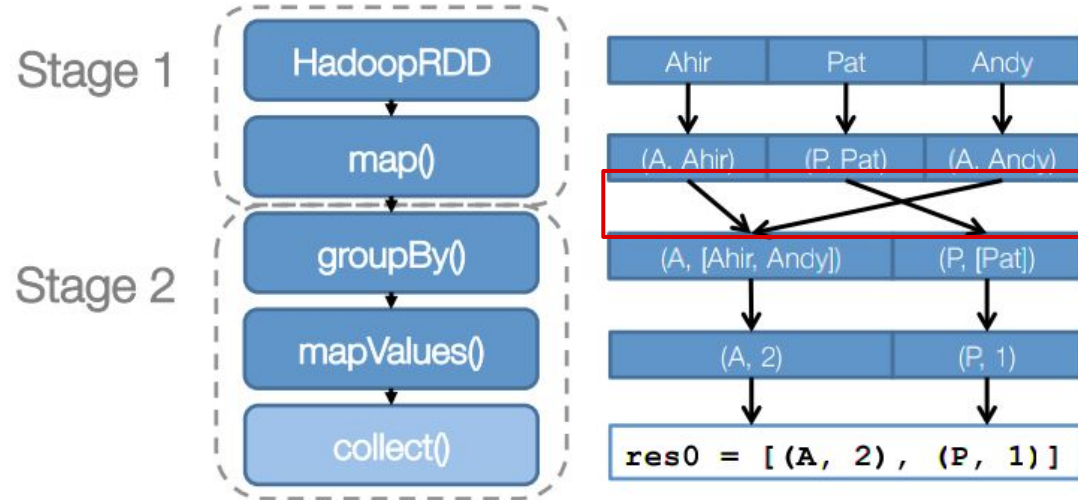 Stage 1
HadoopRDD
map()
Stage 2
groupBy()
mapValues()
collect()
Ahir Pat Andy
(A, Ahir) (P, Pat) (A, Andy)
(A, [Ahir, Andy]) (P, [Pat])
(A, 2) (P, 1)
res0 = [(A, 2), (P, 1)]